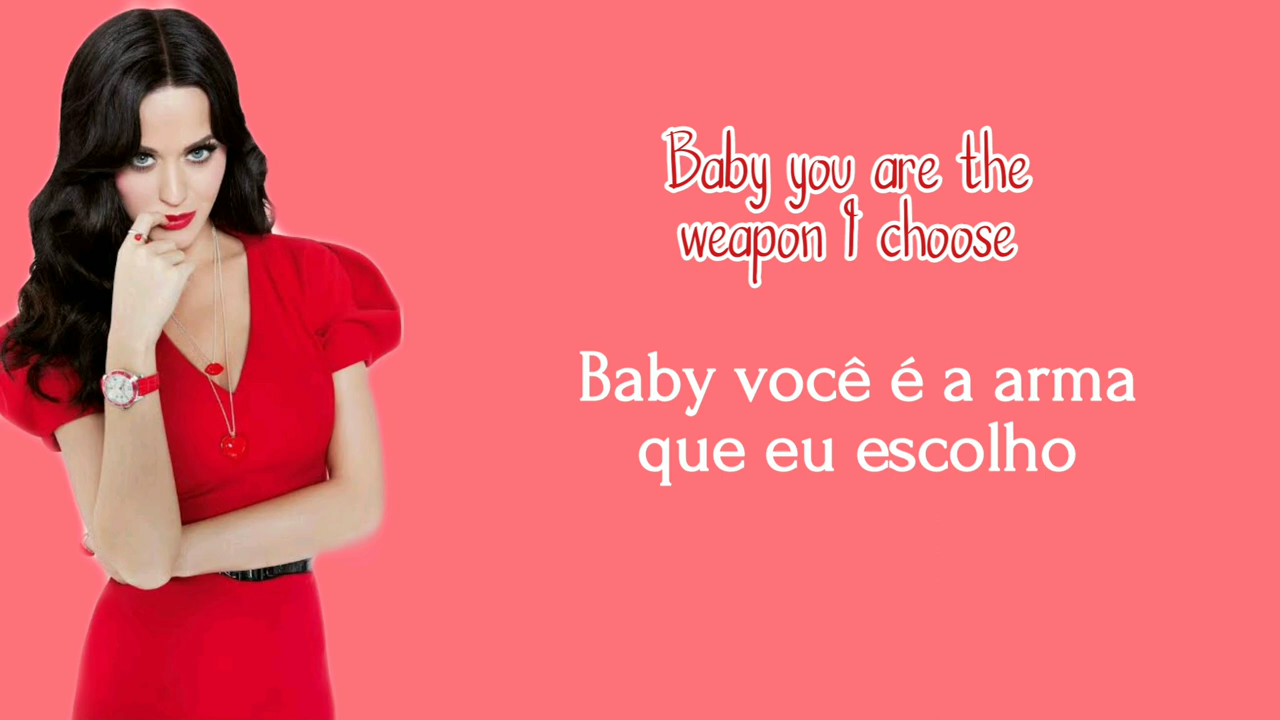 Baby you are the
weapon I choose
Baby você é a arma
que eu escolho